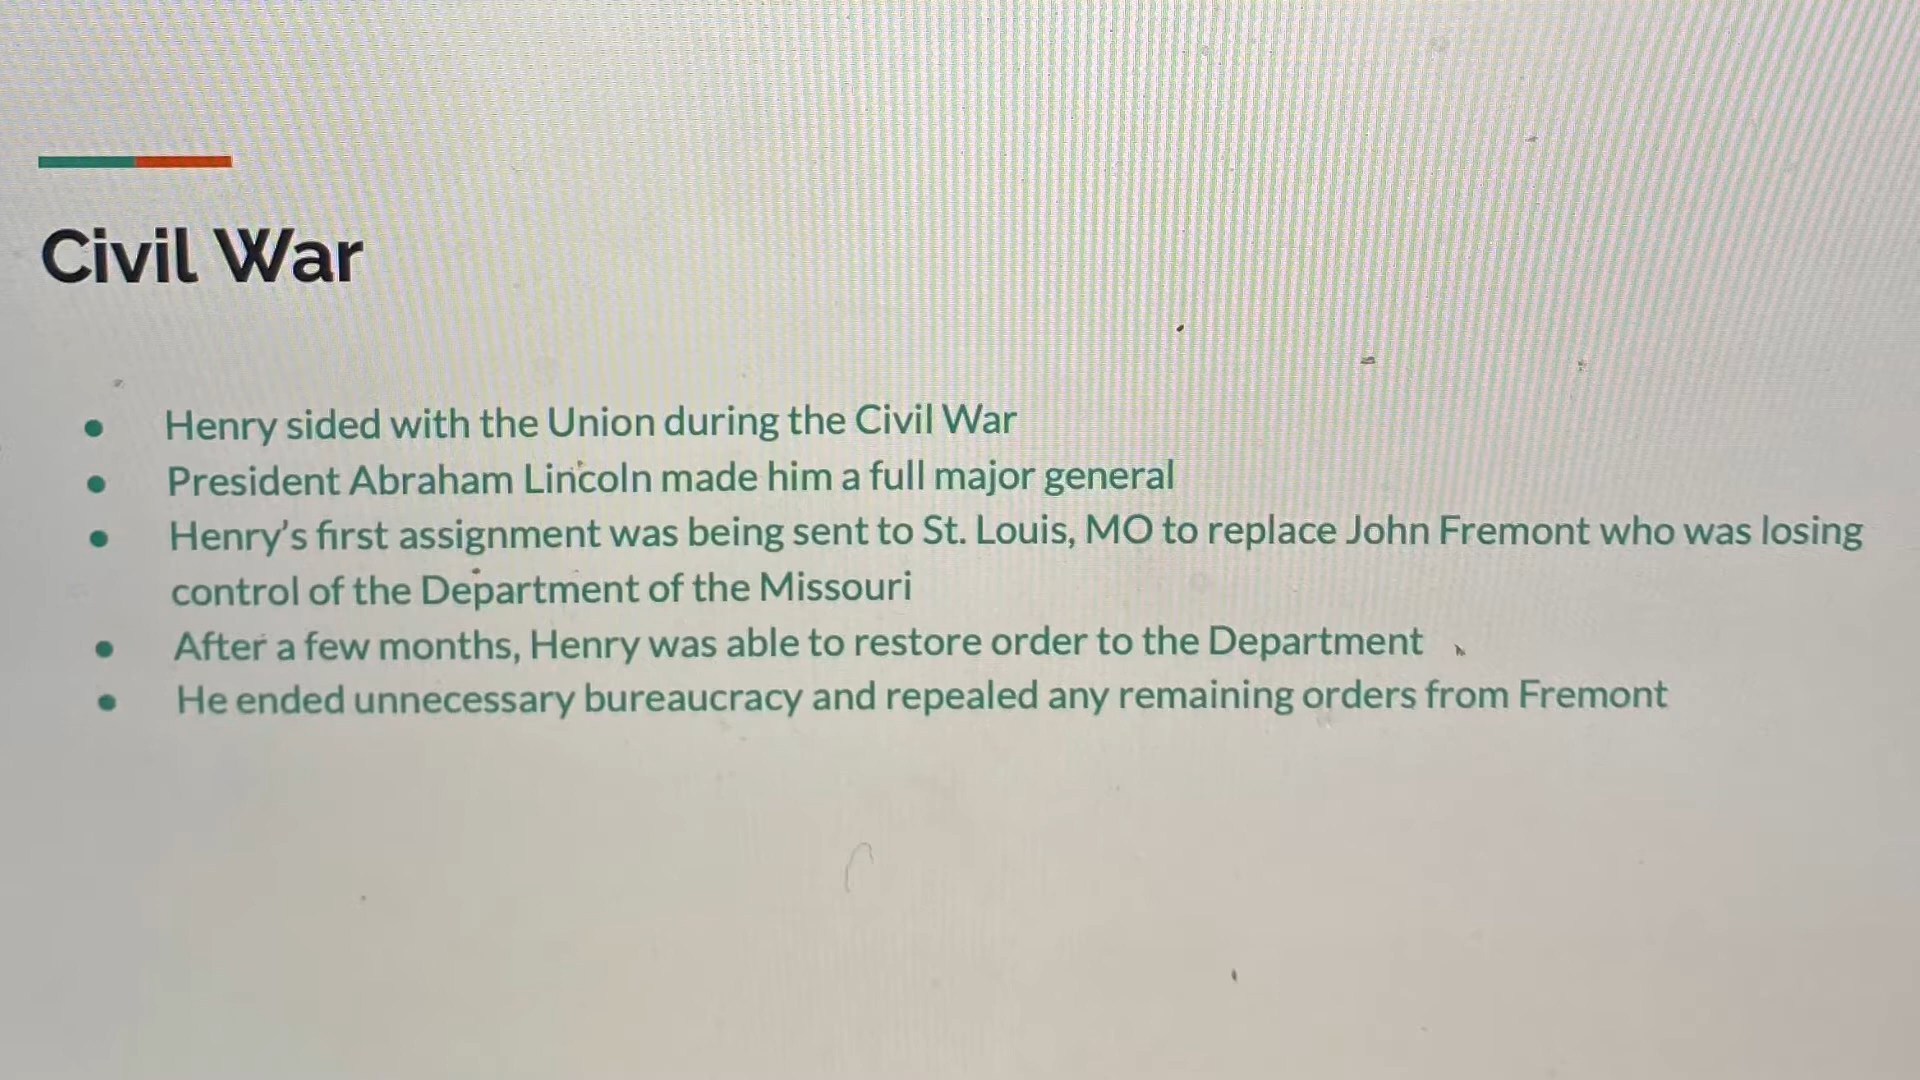 Civil War
Henry sided with the Union during the Civil War
President Abraham Lincoln made him a full major general
Henry's first assignment was being sent to St. Louis, MO to replace John Fremont who was losing
control of the Department of the Missouri
After a few months, Henry was able to restore order to the Department
He ended unnecessary bureaucracy and repealed any remaining orders from Fremont